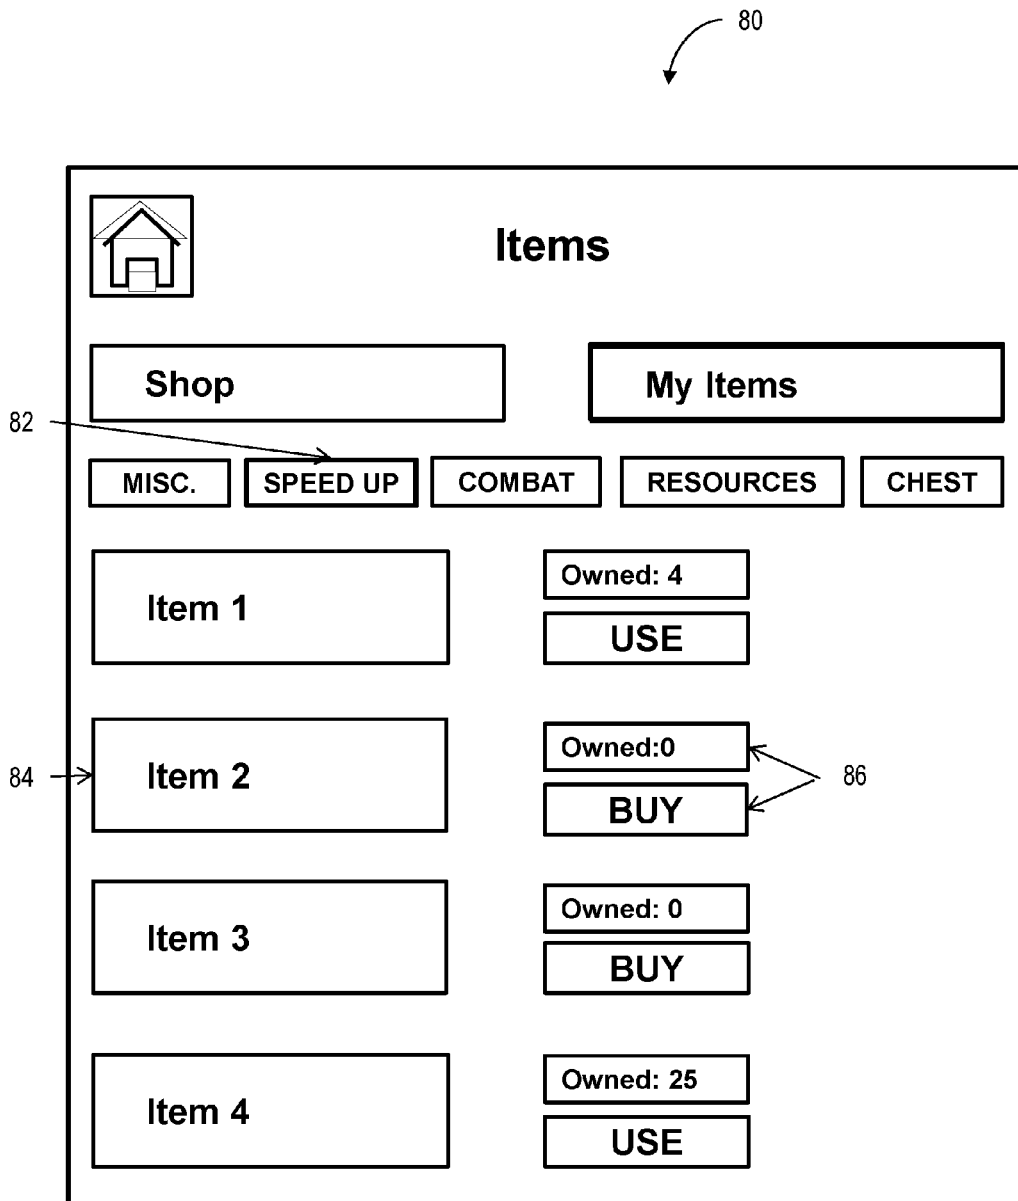 80
Items
Shop
My Items
82
MISC.
SPEED UP
COMBAT
RESOURCES
CHEST
Item 1
Owned: 4
USE
84
Item 2
Owned:0
BUY
86
Item 3
Owned: 0
BUY
Item 4
Owned: 25
USE